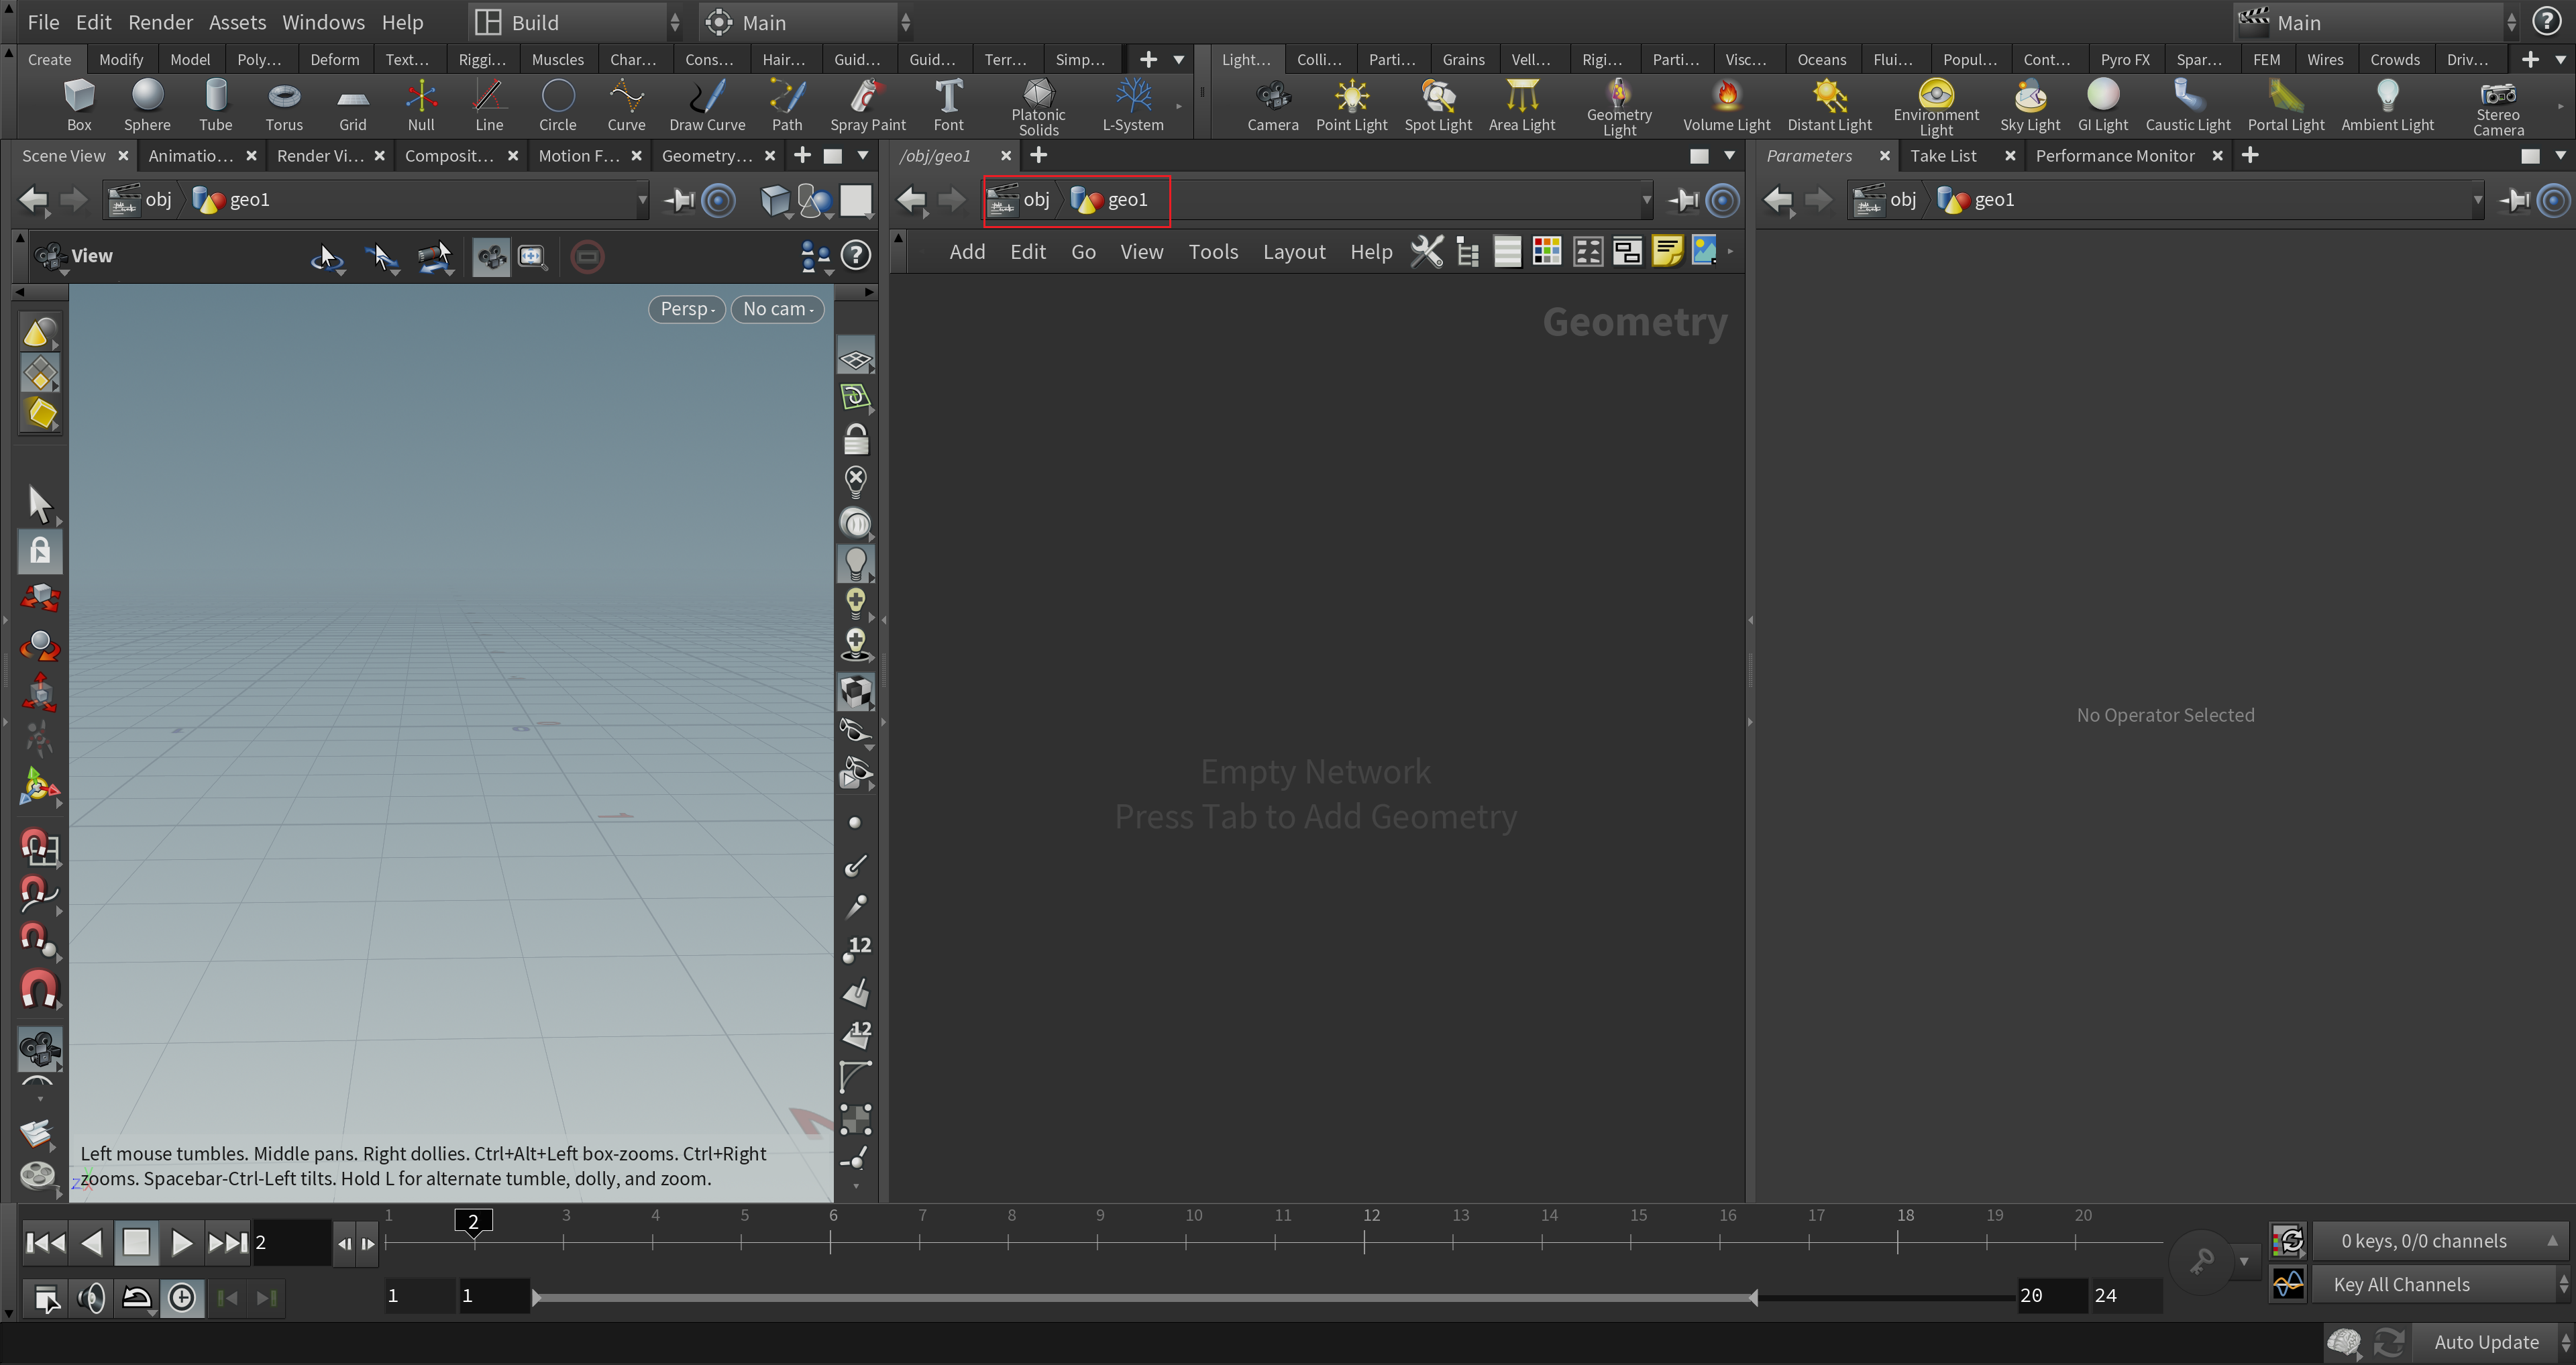 File Edit Render Assets Windows Help Build Main Main
Create Modify Model Poly... Deform Text... Riggi... Muscles Char... Cons... Hair... Guid... Guid... Terr... Simp... Light... Colli... Parti... Grains Vell... Rigi... Parti... Visc... Oceans Flui... Popul... Cont... Pyro FX Spar... FEM Wires Crowds Driv...
Box Sphere Tube Torus Grid Null Line Circle Curve Draw Curve Path Spray Paint Font Platonic Solids L-System Camera Point Light Spot Light Area Light Geometry Light Volume Light Distant Light Environment Light Sky Light GI Light Caustic Light Portal Light Ambient Light Stereo Camera
Scene View Animatio... Render Vi... Composit... Motion F... Geometry... /obj/geo1 Parameters Take List Performance Monitor
obj geo1 obj geo1 obj geo1
View Add Edit Go View Tools Layout Help
Persp No cam
Geometry
No Operator Selected
Empty Network
Press Tab to Add Geometry
12
12
Left mouse tumbles. Middle pans. Right dollies. Ctrl+Alt+Left box-zooms. Ctrl+Right
zooms. Spacebar-Ctrl-Left tilts. Hold L for alternate tumble, dolly, and zoom.
1 2 3 4 5 6 7 8 9 10 11 12 13 14 15 16 17 18 19 20
2 0 keys, 0/0 channels
1 1 20 24 Key All Channels
Auto Update